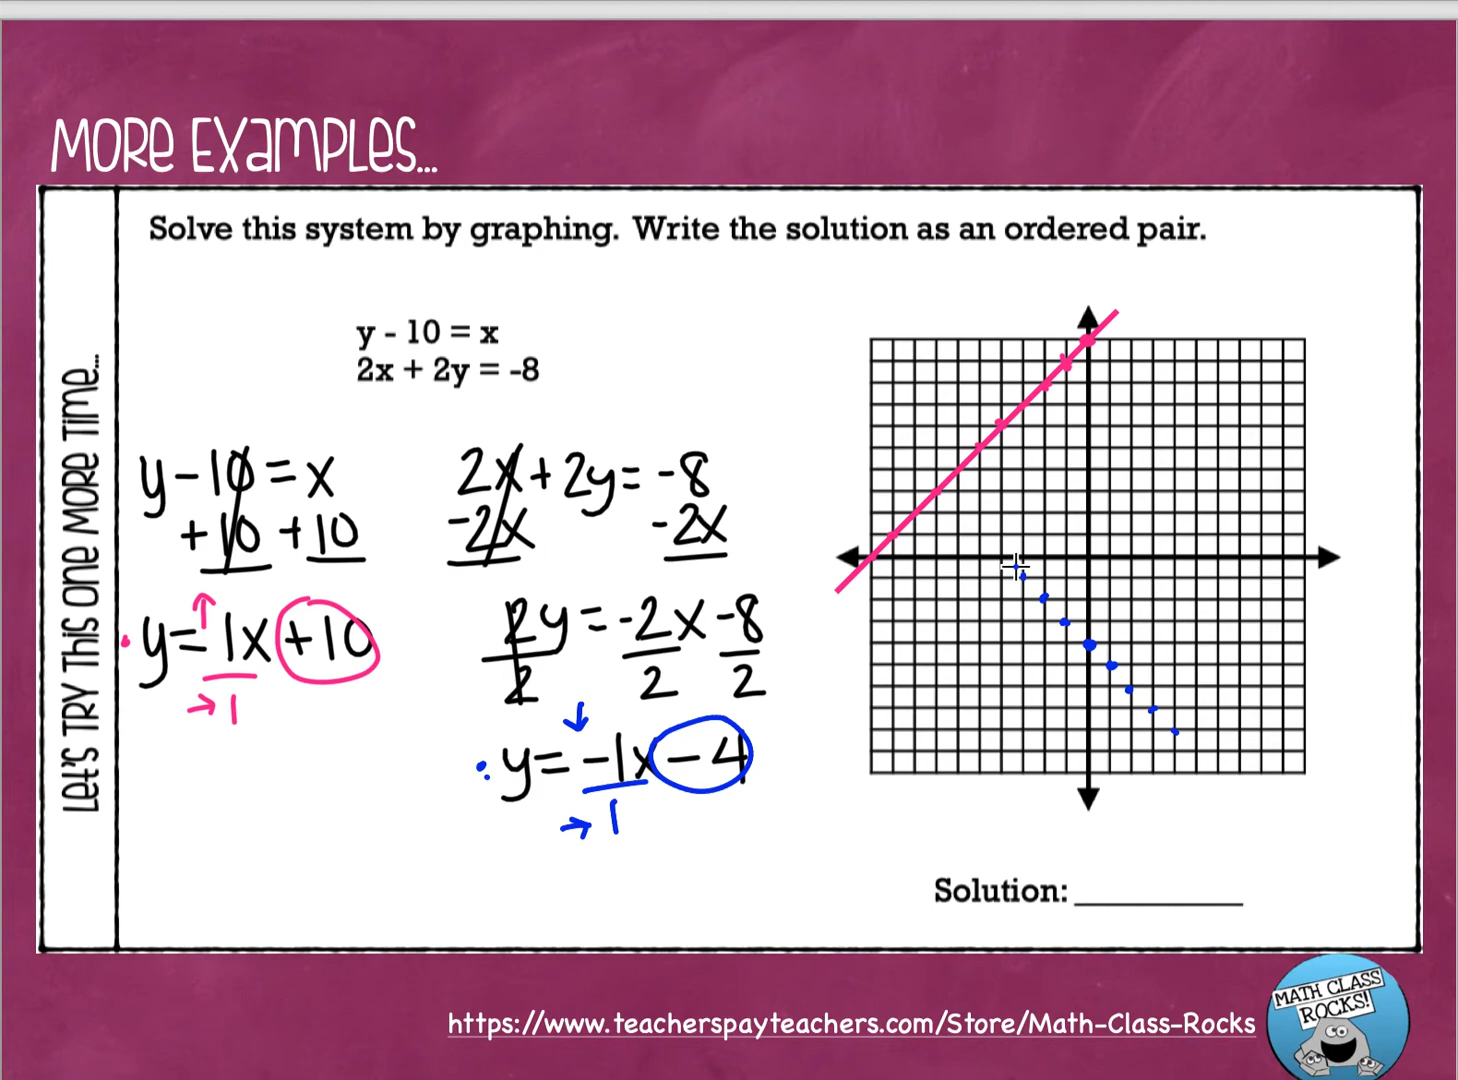 MORE EXAMPLES...
LET'S TRY THIS ONE MORE TIME...
Solve this system by graphing. Write the solution as an ordered pair.
y - 10 = x
2x + 2y = -8
y-10=x
+10 +10
y=1x+10
→1
2x+2y=-8
-2x -2x
2y=-2x-8
2 2 2
y=-1x-4
→1
Solution: ___________
https://www.teacherspayteachers.com/Store/Math-Class-Rocks
MATH CLASS
ROCKS!